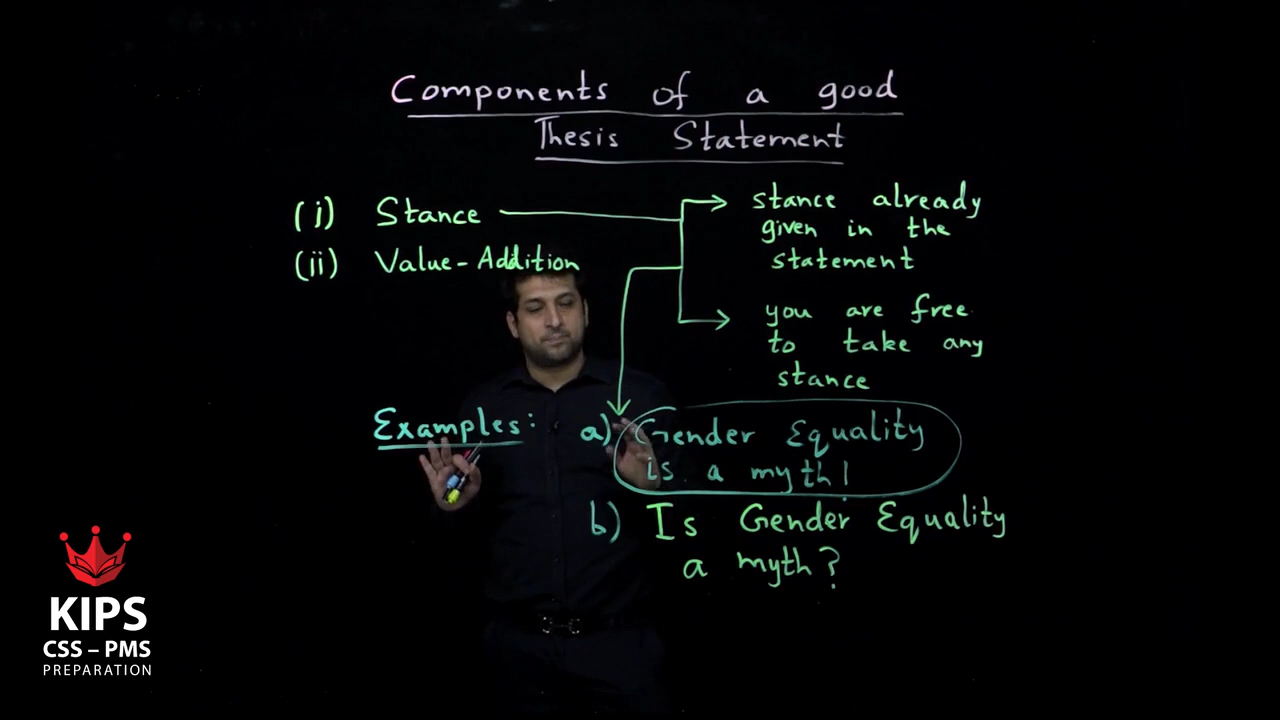 Components of a good
Thesis Statement
(i) Stance
(ii) Value-Addition
stance already
given in the
statement
you are free
to take any
stance
Examples: a) Gender Equality
is a myth!
b) Is Gender Equality
a myth?
KIPS
CSS – PMS
PREPARATION